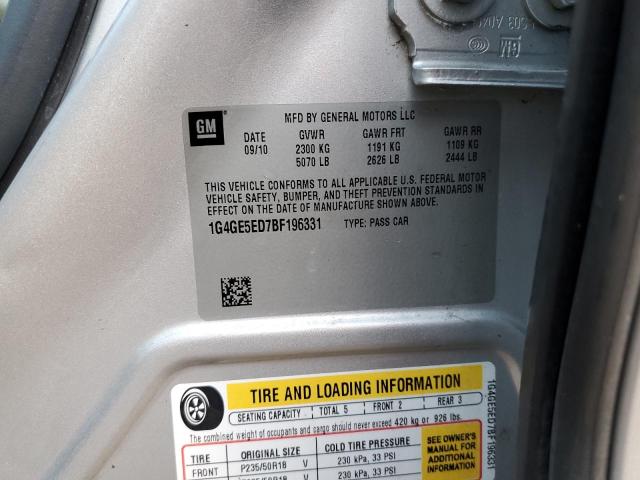 GM
MFD BY GENERAL MOTORS LLC
DATE GVWR GAWR FRT GAWR RR
09/10 2300 KG 1191 KG 1109 KG
5070 LB 2626 LB 2444 LB
THIS VEHICLE CONFORMS TO ALL APPLICABLE U.S. FEDERAL MOTOR
VEHICLE SAFETY, BUMPER, AND THEFT PREVENTION STANDARDS
IN EFFECT ON THE DATE OF MANUFACTURE SHOWN ABOVE.
1G4GE5ED7BF196331 TYPE: PASS CAR
TIRE AND LOADING INFORMATION
SEATING CAPACITY TOTAL 5 FRONT 2 REAR 3
The combined weight of occupants and cargo should never exceed 420 kg or 926 lbs.
TIRE ORIGINAL SIZE COLD TIRE PRESSURE
FRONT P235/50R18 V 230 kPa, 33 PSI
P235/50R18 V 230 kPa, 33 PSI
SEE OWNER'S
MANUAL FOR
ADDITIONAL
INFORMATION
1G4GE5ED7BF196331